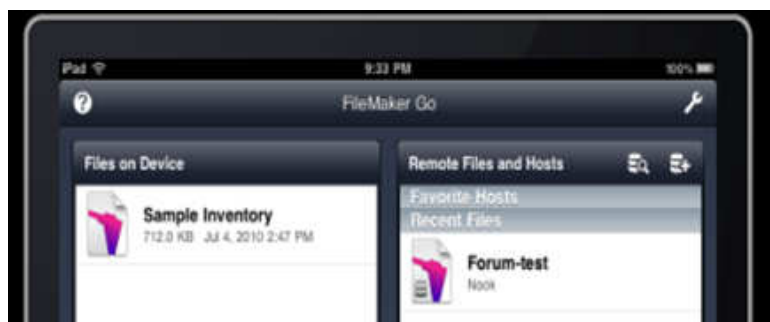 iPad 9:33 PM 100%
FileMaker Go
Files on Device
Sample Inventory
712.0 KB Jul 4, 2010 2:47 PM
Remote Files and Hosts
Favorite Hosts
Recent Files
Forum-test
Nook